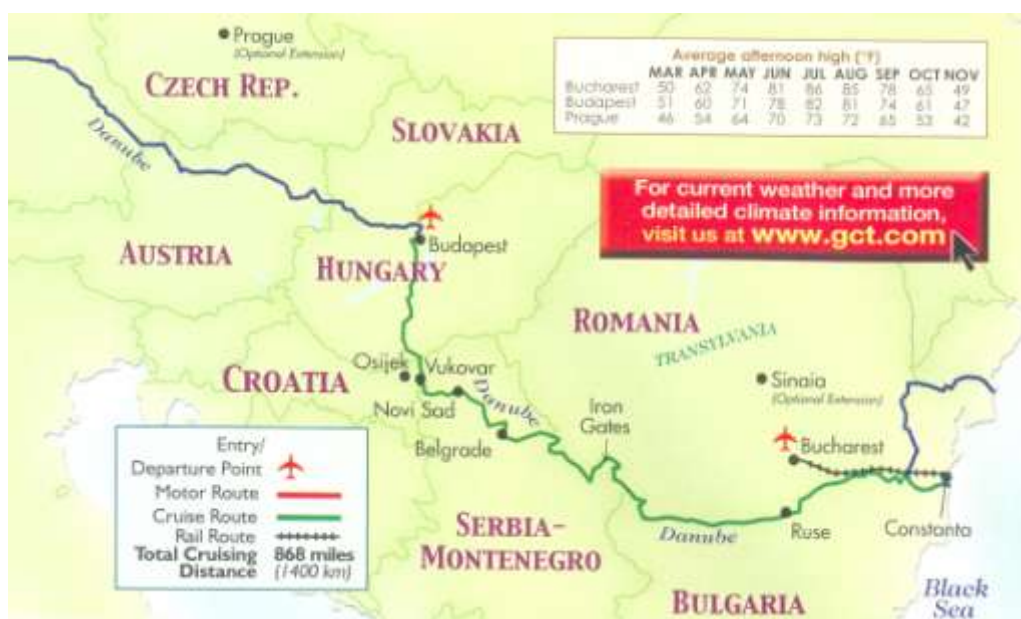 Prague
(Optional Extension)
CZECH REP.
Average afternoon high (°F)
MAR APR MAY JUN JUL AUG SEP OCT NOV
Bucharest 50 62 74 81 86 85 78 65 49
Budapest 51 60 71 78 82 81 74 61 47
Prague 46 54 64 70 73 72 65 53 42
Danube
SLOVAKIA
For current weather and more
detailed climate information,
visit us at www.gct.com
Budapest
AUSTRIA
HUNGARY
ROMANIA
TRANSYLVANIA
Osijek
Vukovar
CROATIA
Sinaia
(Optional Extension)
Novi Sad
Danube
Iron
Gates
Belgrade
Bucharest
Entry/
Departure Point
Motor Route
Cruise Route
Rail Route
Total Cruising 868 miles
Distance (1400 km)
SERBIA-
MONTENEGRO
Danube
Ruse
Constanta
BULGARIA
Black
Sea